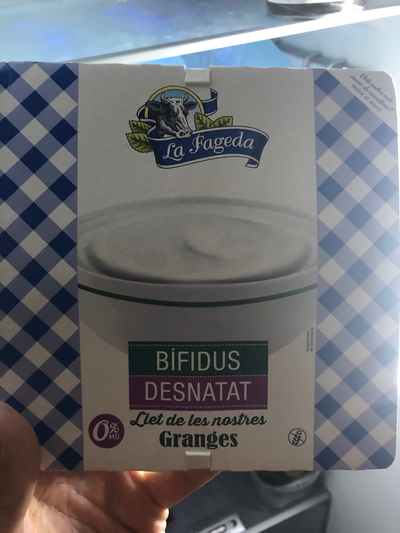 La Fageda
BÍFIDUS
DESNATAT
Llet de les nostres
Granges
0%
MG